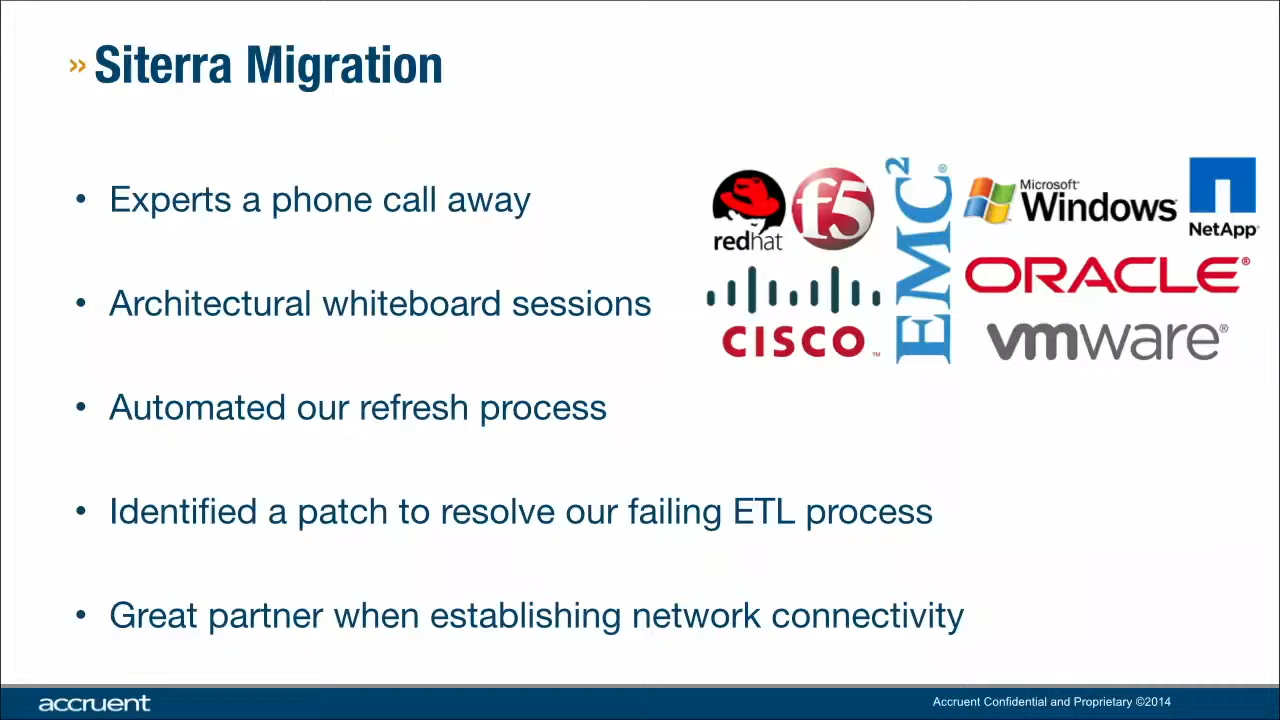 » Siterra Migration
• Experts a phone call away
• Architectural whiteboard sessions
• Automated our refresh process
• Identified a patch to resolve our failing ETL process
• Great partner when establishing network connectivity
redhat
f5
EMC²®
Microsoft®
Windows®
NetApp®
CISCO™
ORACLE®
vmware®
accruent
Accruent Confidential and Proprietary ©2014